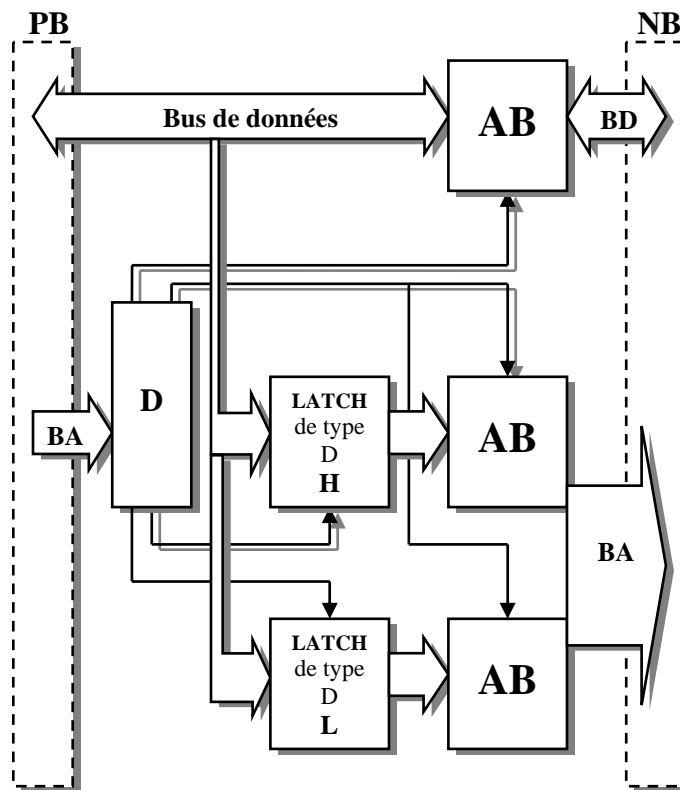 PB
NB
Bus de données
AB
BD
D
BA
LATCH
de type
D
H
AB
BA
LATCH
de type
D
L
AB